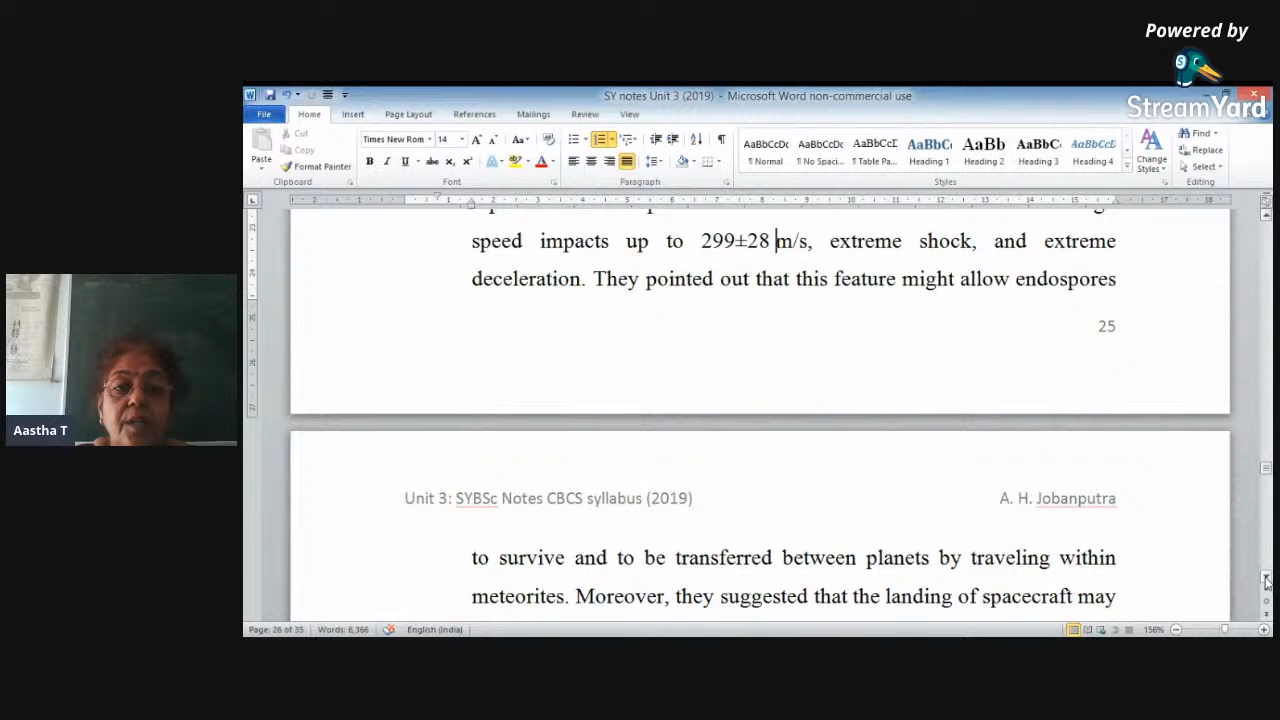 Powered by
StreamYard
SY notes Unit 3 (2019) - Microsoft Word non-commercial use
File Home Insert Page Layout References Mailings Review View
Cut
Copy
Paste
Format Painter
Clipboard
Times New Rom 14
Font
Paragraph
AaBbCcDc AaBbCcDc AaBbCcE AaBbC AaBb AaBbC AaBbCcE
¶ Normal ¶ No Spaci... ¶ Table Pa... Heading 1 Heading 2 Heading 3 Heading 4
Change
Styles
Styles
Find
Replace
Select
Editing
speed impacts up to 299±28 m/s, extreme shock, and extreme
deceleration. They pointed out that this feature might allow endospores
25
Unit 3: SYBSc Notes CBCS syllabus (2019) A. H. Jobanputra
to survive and to be transferred between planets by traveling within
meteorites. Moreover, they suggested that the landing of spacecraft may
Page: 26 of 35 Words: 6,366 English (India) 156%
Aastha T